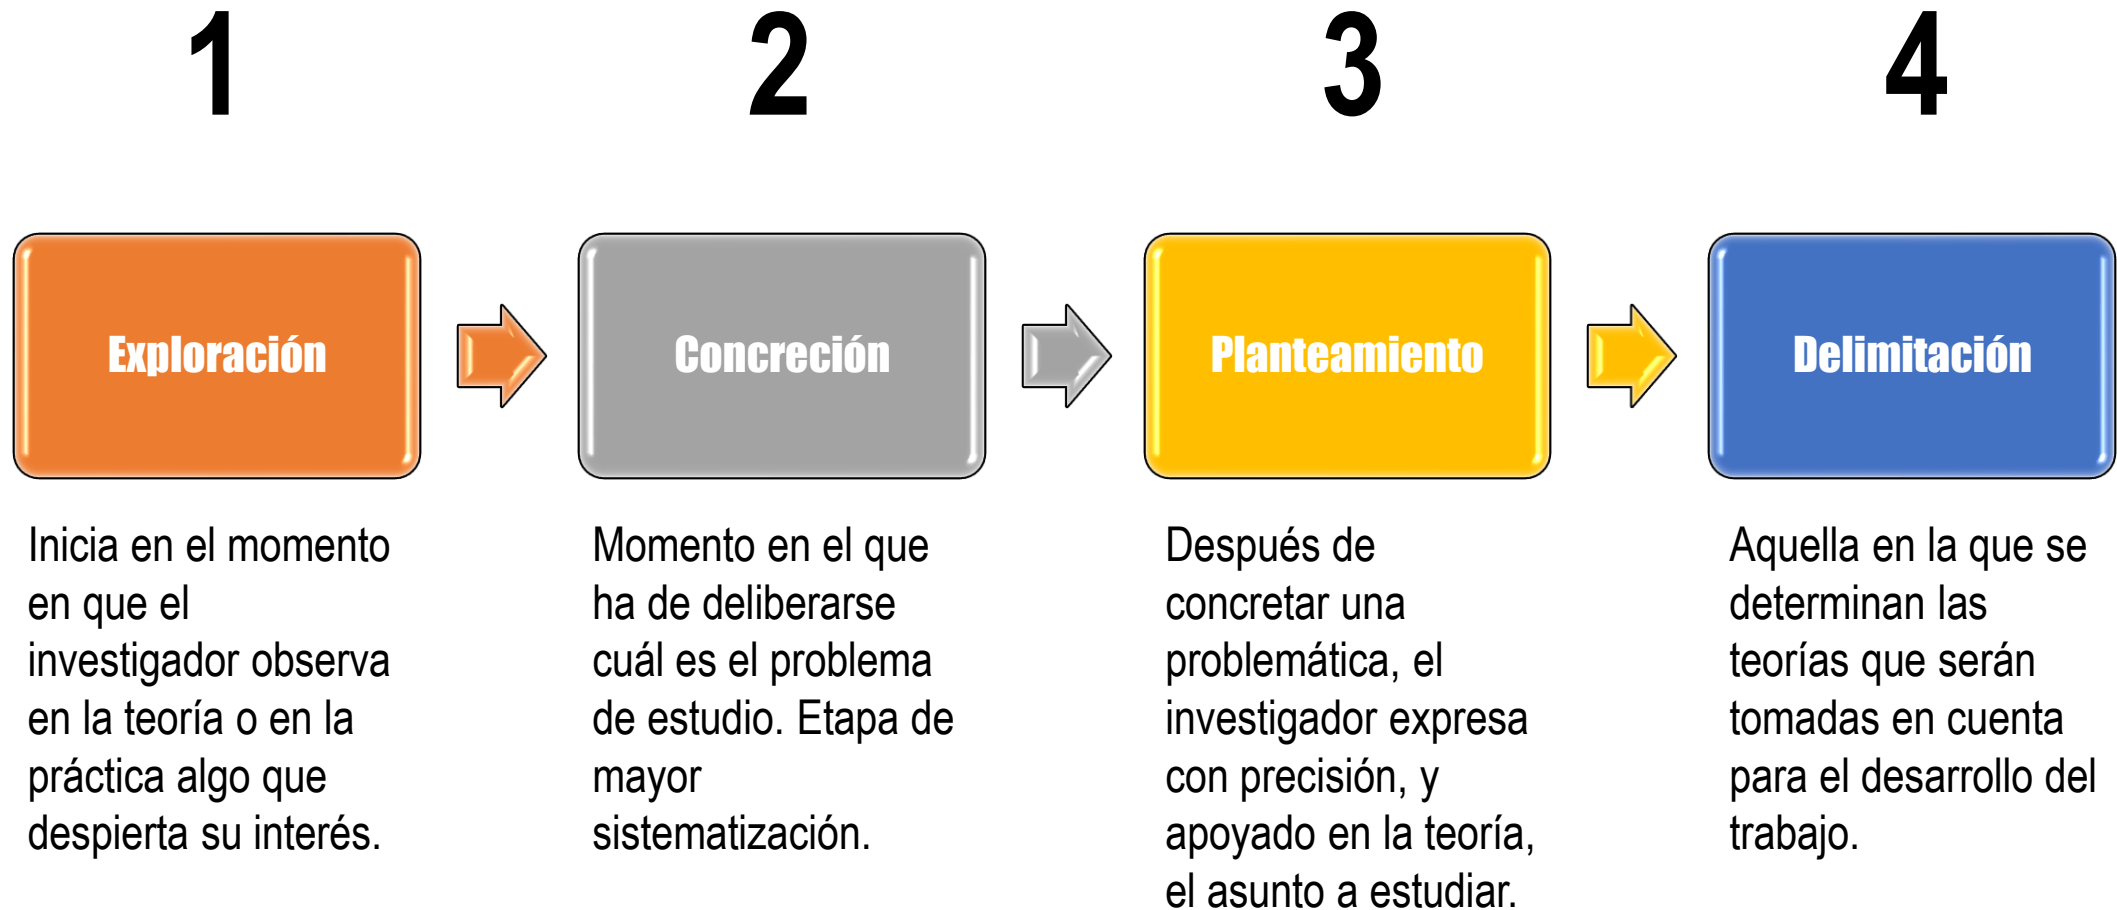 1
2
3
4
Exploración
Concreción
Planteamiento
Delimitación
Inicia en el momento
en que el
investigador observa
en la teoría o en la
práctica algo que
despierta su interés.
Momento en el que
ha de deliberarse
cuál es el problema
de estudio. Etapa de
mayor
sistematización.
Después de
concretar una
problemática, el
investigador expresa
con precisión, y
apoyado en la teoría,
el asunto a estudiar.
Aquella en la que se
determinan las
teorías que serán
tomadas en cuenta
para el desarrollo del
trabajo.